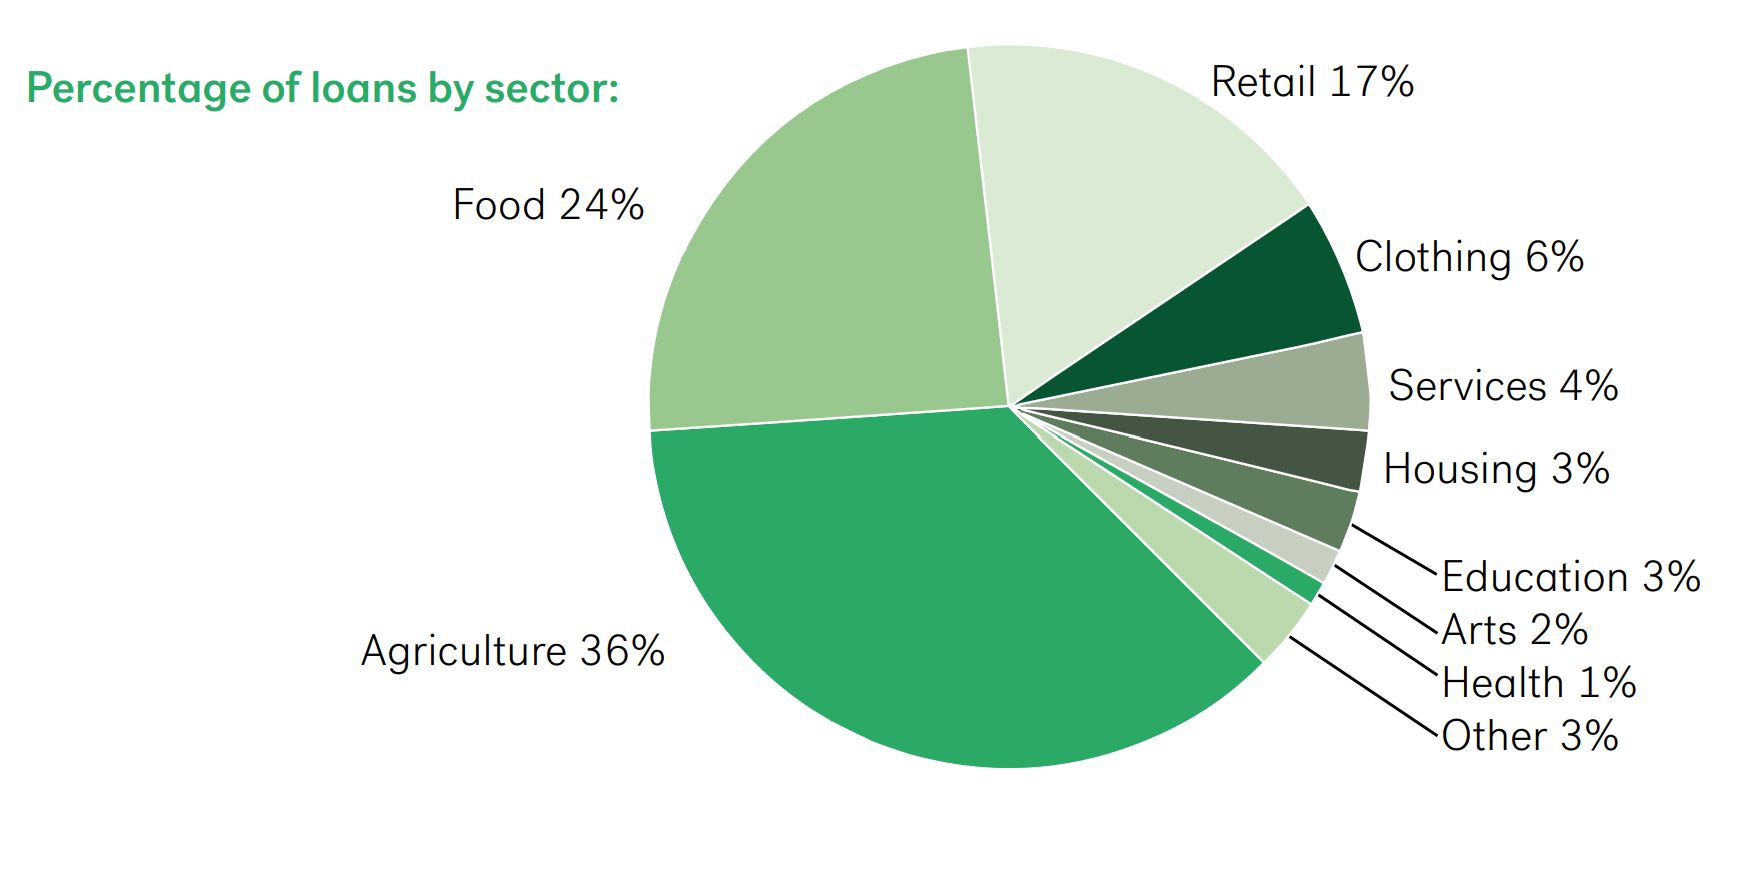 Percentage of loans by sector:
Retail 17%
Food 24%
Clothing 6%
Services 4%
Housing 3%
Education 3%
Arts 2%
Agriculture 36%
Health 1%
Other 3%